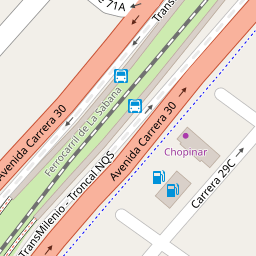 71A
Trans
Ferrocarril de La Sabana
Avenida Carrera 30
Avenida Carrera 30
TransMilenio - Troncal NQS
Chopinar
Carrera 29C